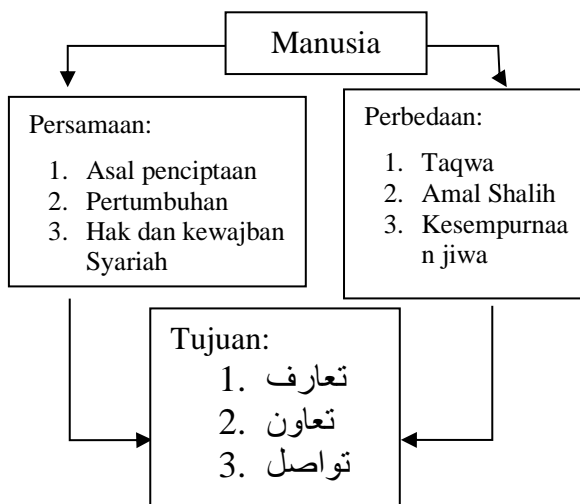 Manusia
Persamaan:
1. Asal penciptaan
2. Pertumbuhan
3. Hak dan kewajban
Syariah
Perbedaan:
1. Taqwa
2. Amal Shalih
3. Kesempurnaa
n jiwa
Tujuan:
1. تعارف
2. تعاون
3. تواصل